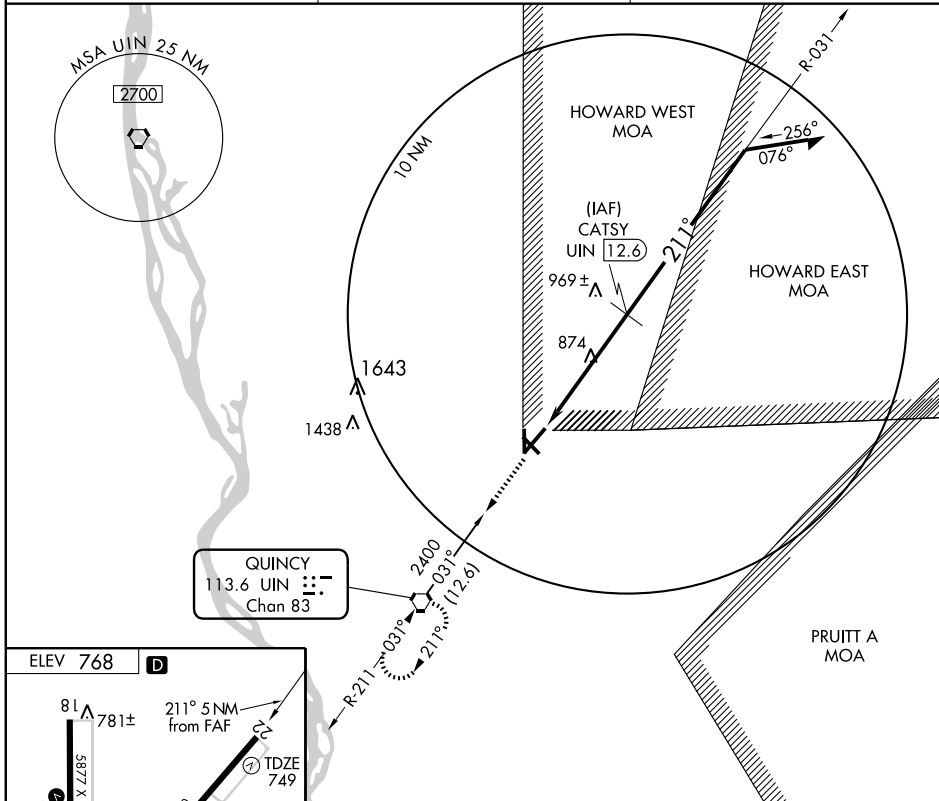 MSA UIN 25 NM
2700
10 NM
HOWARD WEST
MOA
R-031
256°
076°
(IAF)
CATSY
UIN 12.6
211°
969±
HOWARD EAST
MOA
874
1643
1438
2400
031°
(12.6)
QUINCY
113.6 UIN
Chan 83
R-211
031°
211°
PRUITT A
MOA
ELEV 768
D
18
781±
211° 5 NM
from FAF
22
TDZE
749
5877 X